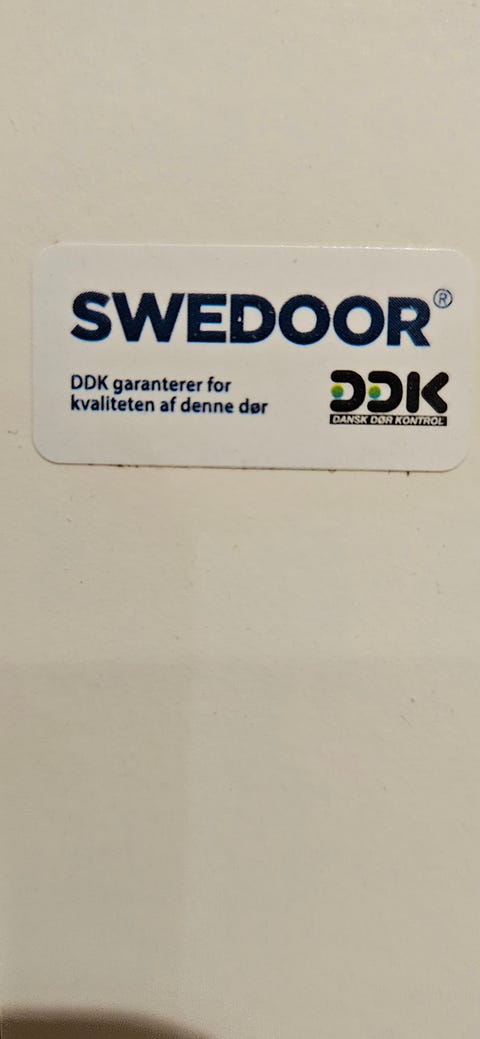 SWEDOOR®
DDK garanterer for
kvaliteten af denne dør
DDK
DANSK DØR KONTROL